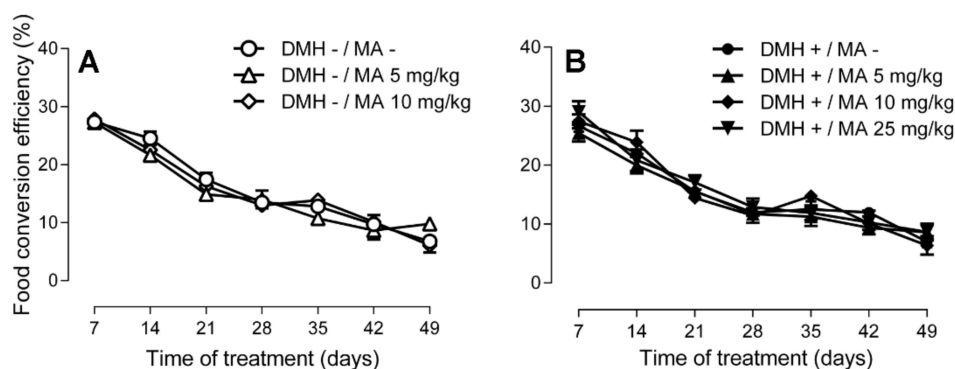 Food conversion efficiency (%)
A
DMH - / MA -
DMH - / MA 5 mg/kg
DMH - / MA 10 mg/kg
40
30
20
10
0
7 14 21 28 35 42 49
Time of treatment (days)
B
DMH + / MA -
DMH + / MA 5 mg/kg
DMH + / MA 10 mg/kg
DMH + / MA 25 mg/kg
40
30
20
10
0
7 14 21 28 35 42 49
Time of treatment (days)